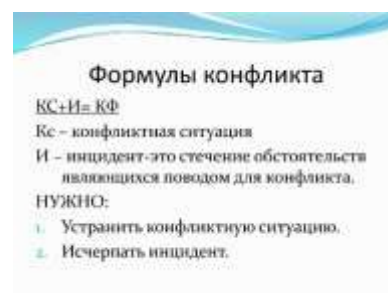 Формулы конфликта
КС+И= КФ
Кс – конфликтная ситуация
И – инцидент-это стечение обстоятельств
являющихся поводом для конфликта.
НУЖНО:
1. Устранить конфликтную ситуацию.
2. Исчерпать инцидент.